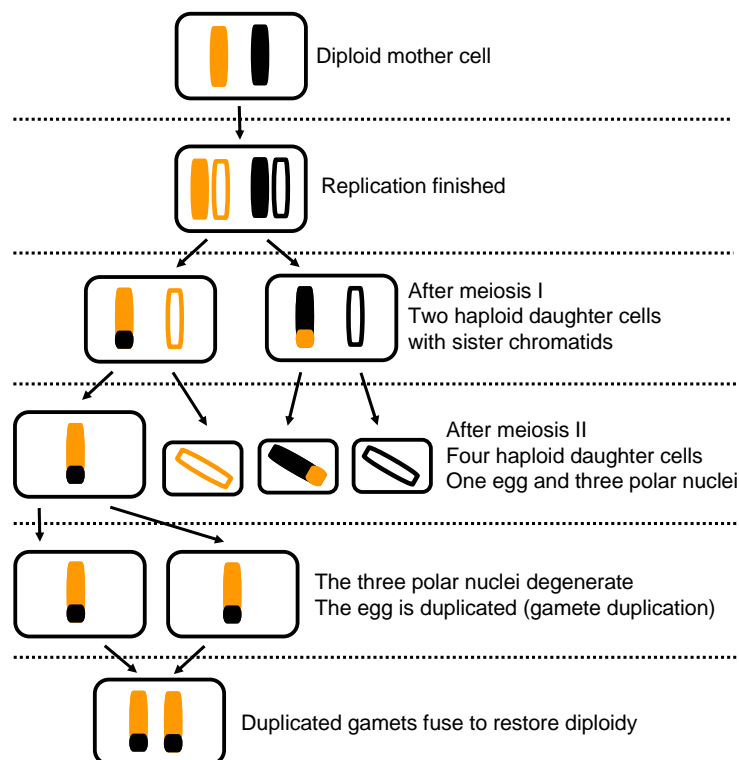 Diploid mother cell
Replication finished
After meiosis I
Two haploid daughter cells
with sister chromatids
After meiosis II
Four haploid daughter cells
One egg and three polar nuclei
The three polar nuclei degenerate
The egg is duplicated (gamete duplication)
Duplicated gamets fuse to restore diploidy